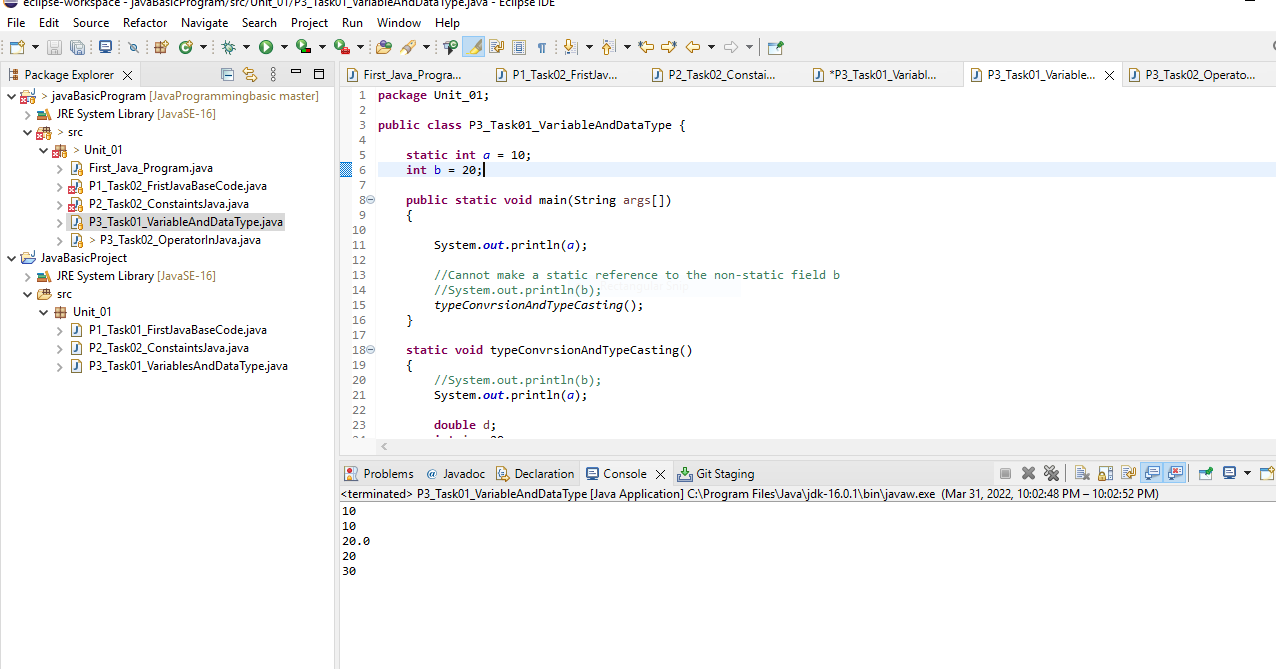 eclipse-workspace - javaBasicProgram/src/Unit_01/P3_Task01_VariableAndDataType.java - Eclipse IDE
File Edit Source Refactor Navigate Search Project Run Window Help
Package Explorer
> javaBasicProgram [JavaProgrammingbasic master]
JRE System Library [JavaSE-16]
> src
> Unit_01
First_Java_Program.java
P1_Task02_FristJavaBaseCode.java
P2_Task02_ConstaintsJava.java
P3_Task01_VariableAndDataType.java
> P3_Task02_OperatorInJava.java
JavaBasicProject
JRE System Library [JavaSE-16]
src
Unit_01
P1_Task01_FirstJavaBaseCode.java
P2_Task02_ConstaintsJava.java
P3_Task01_VariablesAndDataType.java
First_Java_Progra... P1_Task02_FristJav... P2_Task02_Constai... *P3_Task01_Variabl... P3_Task01_Variable... P3_Task02_Operato...
1 package Unit_01;
2
3 public class P3_Task01_VariableAndDataType {
4
5 static int a = 10;
6 int b = 20;
7
8 public static void main(String args[])
9 {
10
11 System.out.println(a);
12
13 //Cannot make a static reference to the non-static field b
14 //System.out.println(b);
15 typeConvrsionAndTypeCasting();
16 }
17
18 static void typeConvrsionAndTypeCasting()
19 {
20 //System.out.println(b);
21 System.out.println(a);
22
23 double d;
Problems @ Javadoc Declaration Console Git Staging
<terminated> P3_Task01_VariableAndDataType [Java Application] C:\Program Files\Java\jdk-16.0.1\bin\javaw.exe (Mar 31, 2022, 10:02:48 PM – 10:02:52 PM)
10
10
20.0
20
30